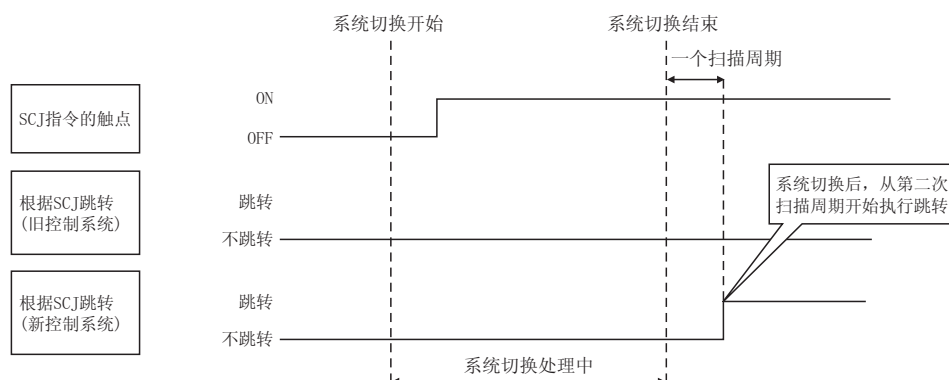 系统切换开始
系统切换结束
一个扫描周期
SCJ指令的触点
ON
OFF
根据SCJ跳转
(旧控制系统)
跳转
不跳转
系统切换后, 从第二次
扫描周期开始执行跳转
根据SCJ跳转
(新控制系统)
跳转
不跳转
系统切换处理中